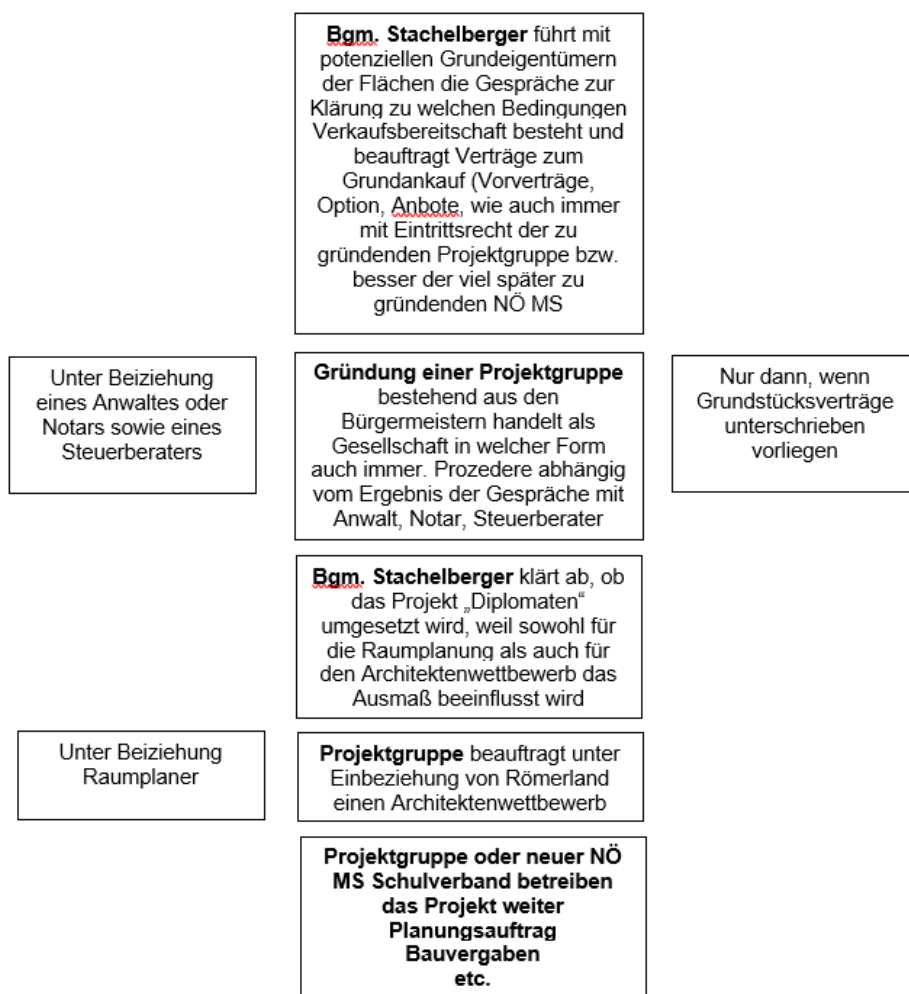 Bgm. Stachelberger führt mit
potenziellen Grundeigentümern
der Flächen die Gespräche zur
Klärung zu welchen Bedingungen
Verkaufsbereitschaft besteht und
beauftragt Verträge zum
Grundankauf (Vorverträge,
Option, Anbote, wie auch immer
mit Eintrittsrecht der zu
gründenden Projektgruppe bzw.
besser der viel später zu
gründenden NÖ MS
Unter Beiziehung
eines Anwaltes oder
Notars sowie eines
Steuerberaters
Gründung einer Projektgruppe
bestehend aus den
Bürgermeistern handelt als
Gesellschaft in welcher Form
auch immer. Prozedere abhängig
vom Ergebnis der Gespräche mit
Anwalt, Notar, Steuerberater
Nur dann, wenn
Grundstücksverträge
unterschrieben
vorliegen
Bgm. Stachelberger klärt ab, ob
das Projekt „Diplomaten“
umgesetzt wird, weil sowohl für
die Raumplanung als auch für
den Architektenwettbewerb das
Ausmaß beeinflusst wird
Unter Beiziehung
Raumplaner
Projektgruppe beauftragt unter
Einbeziehung von Römerland
einen Architektenwettbewerb
Projektgruppe oder neuer NÖ
MS Schulverband betreiben
das Projekt weiter
Planungsauftrag
Bauvergaben
etc.